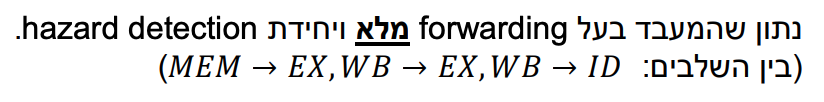 נתון שהמעבד בעל forwarding מלא ויחידת hazard detection.
(בין השלבים: MEM → EX, WB → EX, WB → ID)